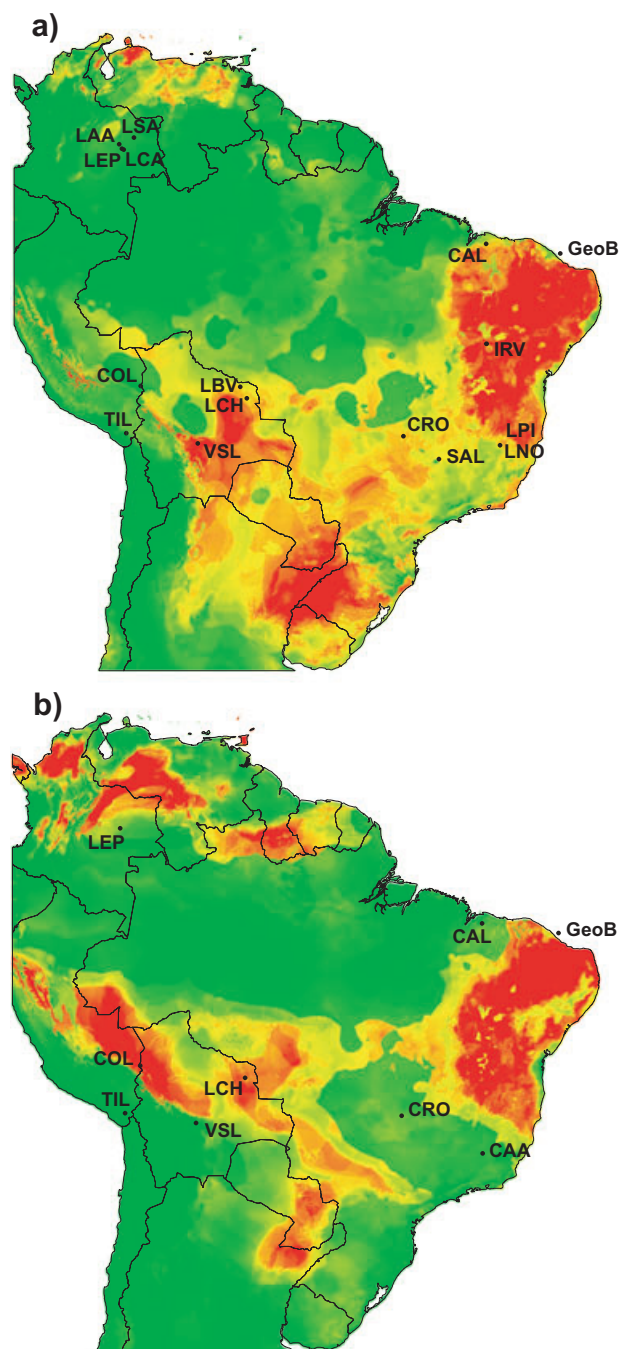 a)
LSA
LAA
LEP LCA
CAL
GeoB
IRV
COL
LBV
LCH
TIL
CRO
LPI
VSL
SAL
LNO
b)
LEP
CAL
GeoB
COL
LCH
TIL
VSL
CRO
CAA